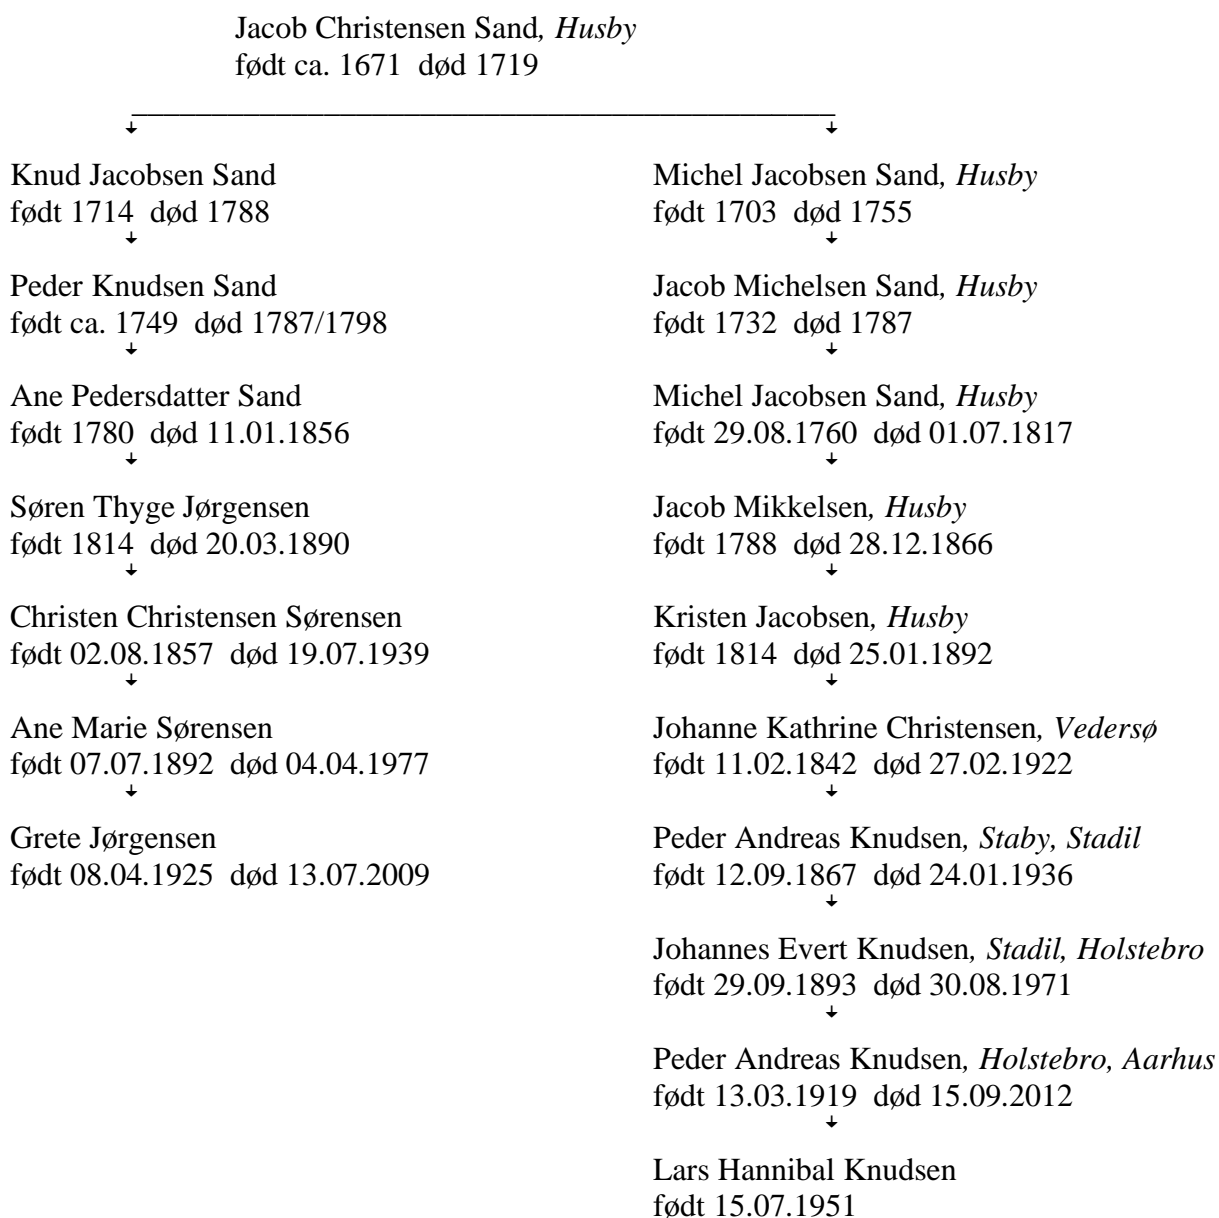 Jacob Christensen Sand, Husby
født ca. 1671 død 1719
Knud Jacobsen Sand
født 1714 død 1788
Peder Knudsen Sand
født ca. 1749 død 1787/1798
Ane Pedersdatter Sand
født 1780 død 11.01.1856
Søren Thyge Jørgensen
født 1814 død 20.03.1890
Christen Christensen Sørensen
født 02.08.1857 død 19.07.1939
Ane Marie Sørensen
født 07.07.1892 død 04.04.1977
Grete Jørgensen
født 08.04.1925 død 13.07.2009
Michel Jacobsen Sand, Husby
født 1703 død 1755
Jacob Michelsen Sand, Husby
født 1732 død 1787
Michel Jacobsen Sand, Husby
født 29.08.1760 død 01.07.1817
Jacob Mikkelsen, Husby
født 1788 død 28.12.1866
Kristen Jacobsen, Husby
født 1814 død 25.01.1892
Johanne Kathrine Christensen, Vedersø
født 11.02.1842 død 27.02.1922
Peder Andreas Knudsen, Staby, Stadil
født 12.09.1867 død 24.01.1936
Johannes Evert Knudsen, Stadil, Holstebro
født 29.09.1893 død 30.08.1971
Peder Andreas Knudsen, Holstebro, Aarhus
født 13.03.1919 død 15.09.2012
Lars Hannibal Knudsen
født 15.07.1951